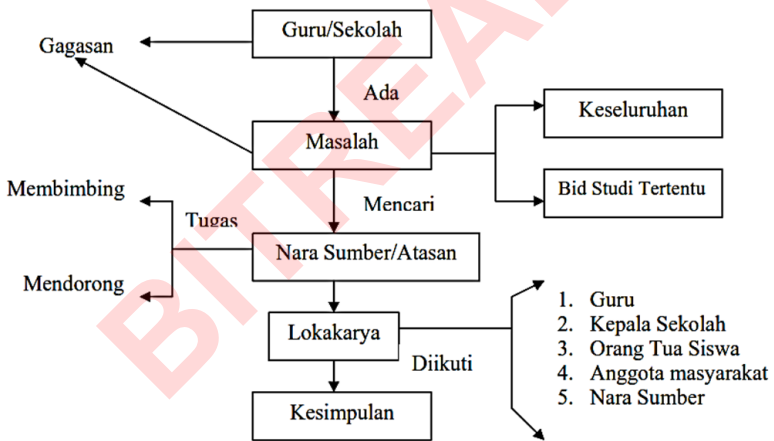 Guru/Sekolah
Gagasan
Ada
Masalah
Keseluruhan
Bid Studi Tertentu
Mencari
Membimbing
Tugas
Mendorong
Nara Sumber/Atasan
Lokakarya
Diikuti
1. Guru
2. Kepala Sekolah
3. Orang Tua Siswa
4. Anggota masyarakat
5. Nara Sumber
Kesimpulan
BITREA